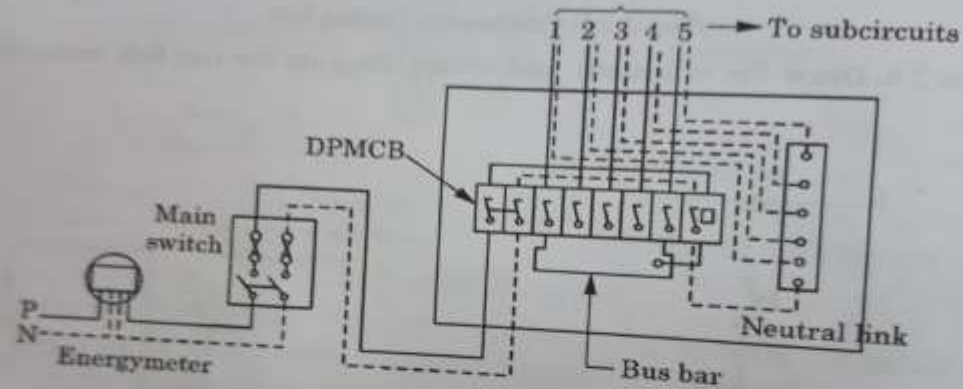 1 2 3 4 5 To subcircuits
DPMCB
Main
switch
P
N
Energymeter
Neutral link
Bus bar